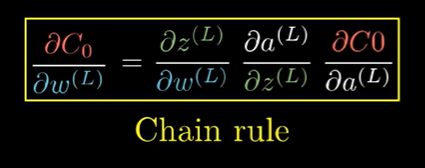 ∂C₀/∂w⁽ᴸ⁾ = ∂z⁽ᴸ⁾/∂w⁽ᴸ⁾ ∂a⁽ᴸ⁾/∂z⁽ᴸ⁾ ∂C0/∂a⁽ᴸ⁾
Chain rule